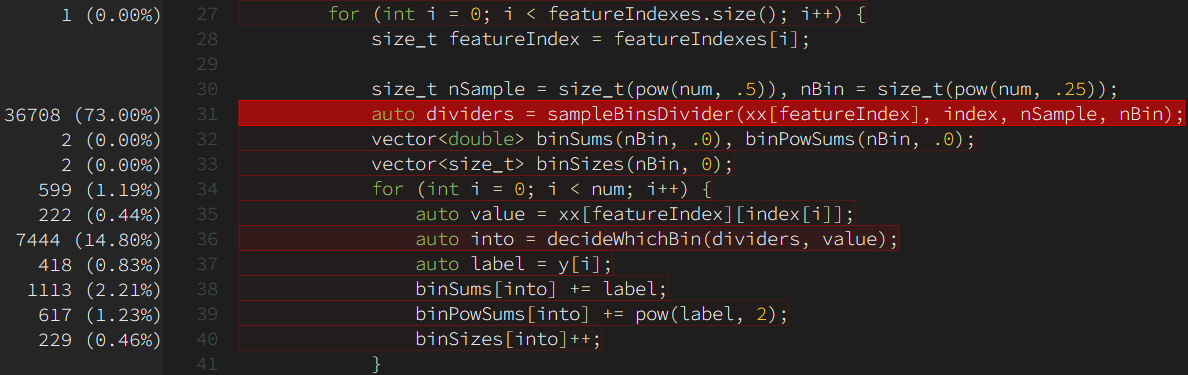 1 (0.00%) 27 for (int i = 0; i < featureIndexes.size(); i++) {
28 size_t featureIndex = featureIndexes[i];
29
30 size_t nSample = size_t(pow(num, .5)), nBin = size_t(pow(num, .25));
36708 (73.00%) 31 auto dividers = sampleBinsDivider(xx[featureIndex], index, nSample, nBin);
2 (0.00%) 32 vector<double> binSums(nBin, .0), binPowSums(nBin, .0);
2 (0.00%) 33 vector<size_t> binSizes(nBin, 0);
599 (1.19%) 34 for (int i = 0; i < num; i++) {
222 (0.44%) 35 auto value = xx[featureIndex][index[i]];
7444 (14.80%) 36 auto into = decideWhichBin(dividers, value);
418 (0.83%) 37 auto label = y[i];
1113 (2.21%) 38 binSums[into] += label;
617 (1.23%) 39 binPowSums[into] += pow(label, 2);
229 (0.46%) 40 binSizes[into]++;
41 }